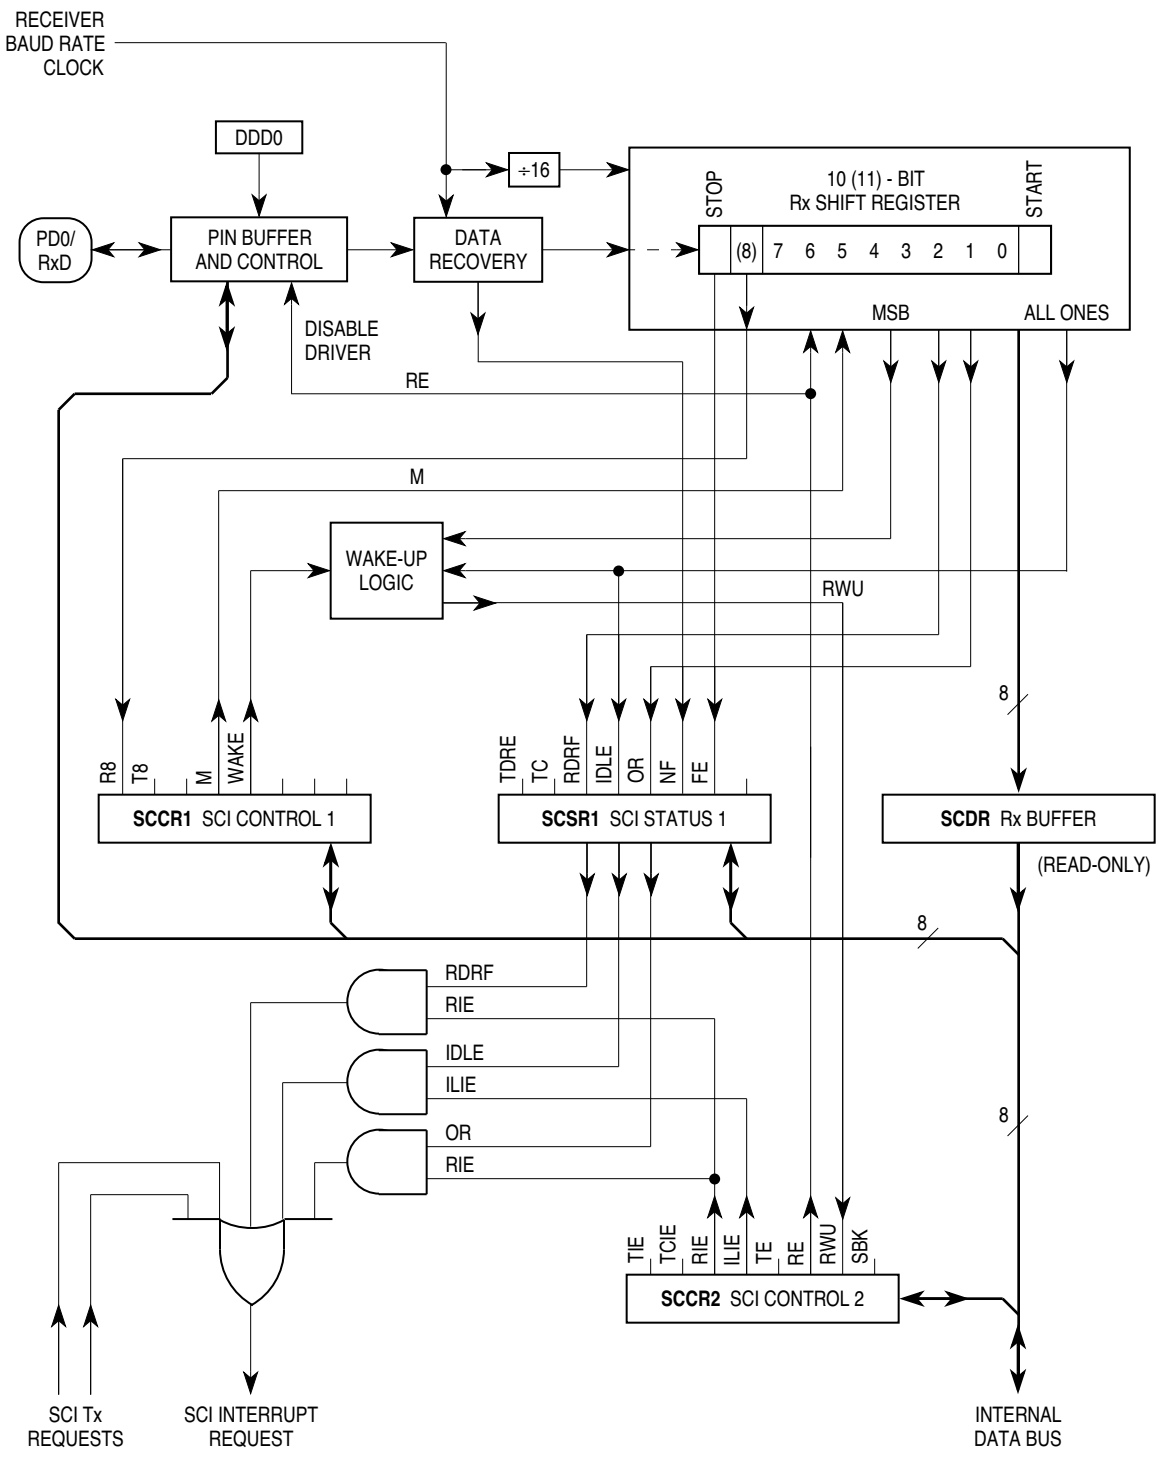 RECEIVER
BAUD RATE
CLOCK
DDD0
÷16
STOP
10 (11) - BIT
Rx SHIFT REGISTER
START
PD0/
RxD
PIN BUFFER
AND CONTROL
DATA
RECOVERY
(8) 7 6 5 4 3 2 1 0
MSB
ALL ONES
DISABLE
DRIVER
RE
M
WAKE-UP
LOGIC
RWU
8
R8
T8
M
WAKE
TDRE
TC
RDRF
IDLE
OR
NF
FE
SCCR1 SCI CONTROL 1
SCSR1 SCI STATUS 1
SCDR Rx BUFFER
(READ-ONLY)
8
RDRF
RIE
IDLE
ILIE
OR
RIE
8
TIE
TCIE
RIE
ILIE
TE
RE
RWU
SBK
SCCR2 SCI CONTROL 2
SCI Tx
REQUESTS
SCI INTERRUPT
REQUEST
INTERNAL
DATA BUS